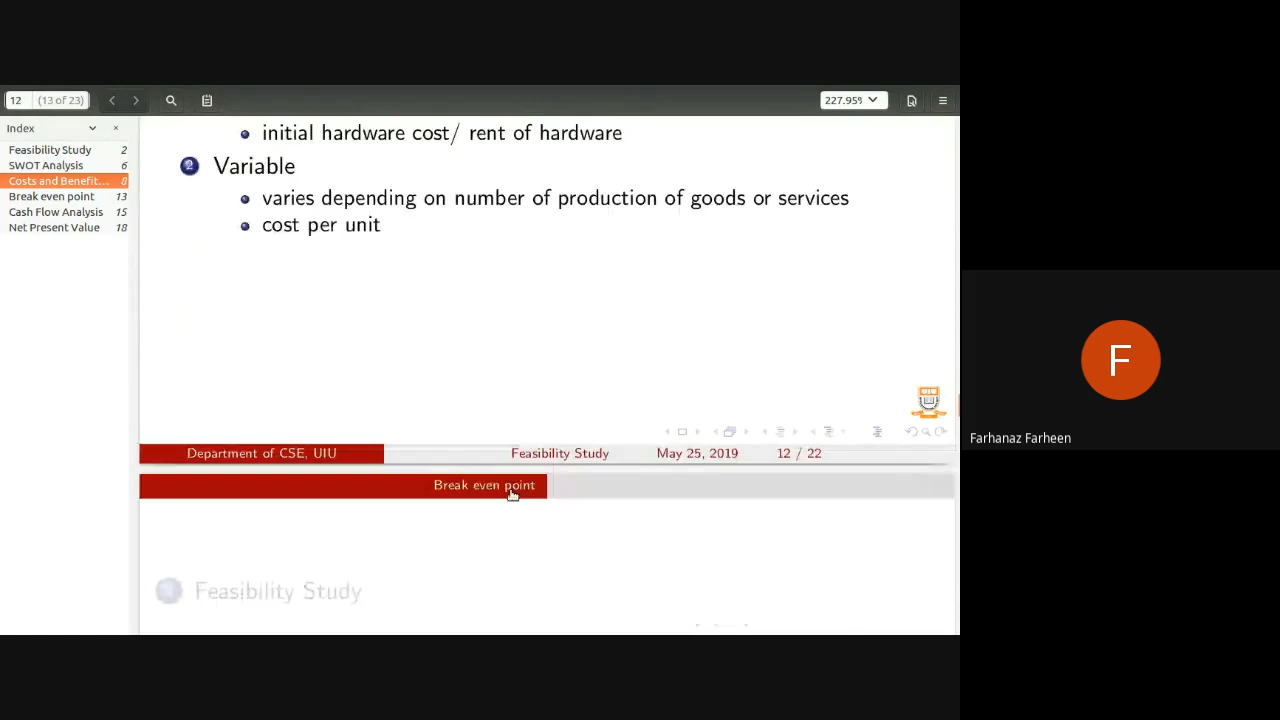 12 (13 of 23) 227.95%
Index
Feasibility Study 2
SWOT Analysis 6
Costs and Benefit... 8
Break even point 13
Cash Flow Analysis 15
Net Present Value 18
initial hardware cost/ rent of hardware
2 Variable
varies depending on number of production of goods or services
cost per unit
Department of CSE, UIU Feasibility Study May 25, 2019 12 / 22
Break even point
Feasibility Study
F
Farhanaz Farheen